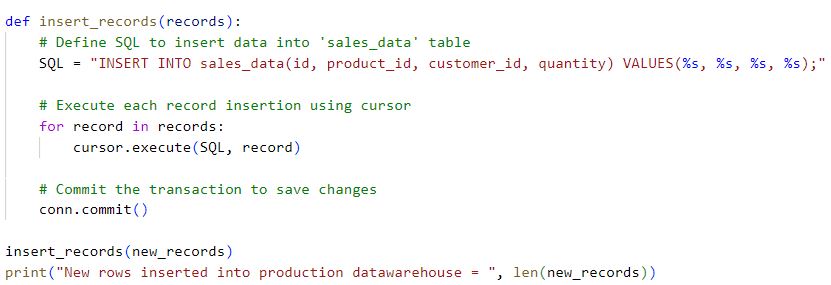 def insert_records(records):
    # Define SQL to insert data into 'sales_data' table
    SQL = "INSERT INTO sales_data(id, product_id, customer_id, quantity) VALUES(%s, %s, %s, %s);"
    # Execute each record insertion using cursor
    for record in records:
        cursor.execute(SQL, record)
    # Commit the transaction to save changes
    conn.commit()
insert_records(new_records)
print("New rows inserted into production datawarehouse = ", len(new_records))